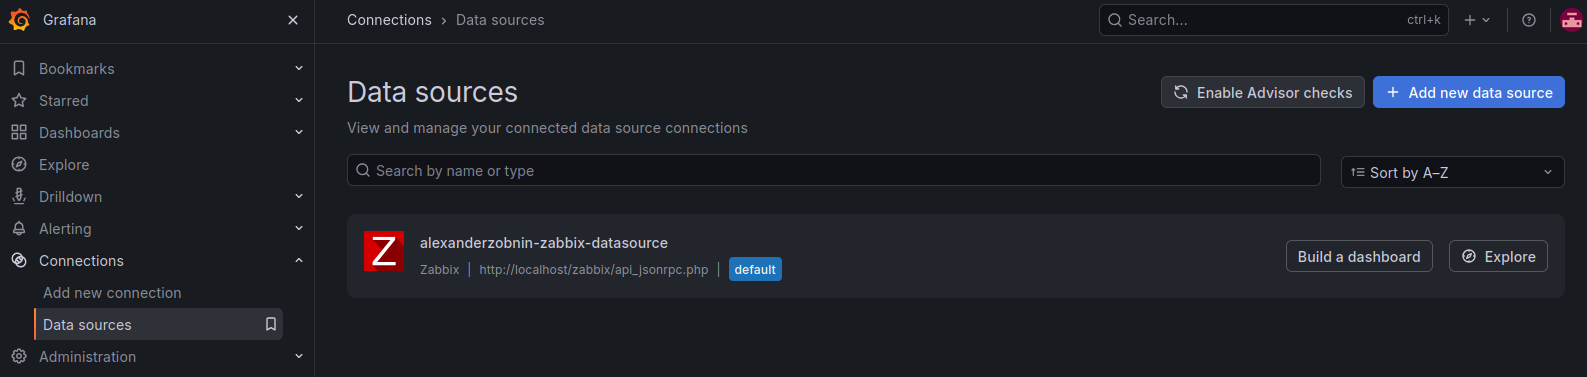 Grafana
Connections › Data sources
Search...
ctrl+k
Bookmarks
Starred
Dashboards
Explore
Drilldown
Alerting
Connections
Add new connection
Data sources
Administration
Data sources
Enable Advisor checks
Add new data source
View and manage your connected data source connections
Search by name or type
Sort by A–Z
Z
alexanderzobnin-zabbix-datasource
Zabbix | http://localhost/zabbix/api_jsonrpc.php | default
Build a dashboard
Explore